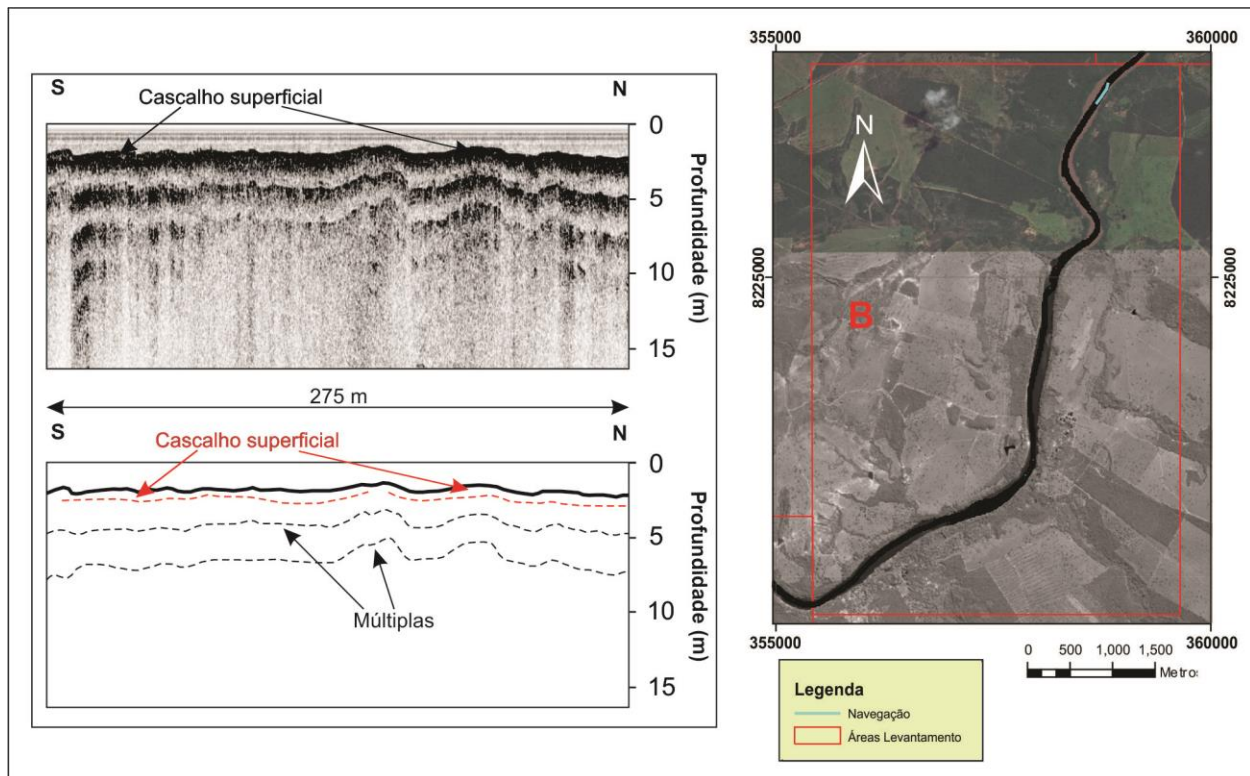 S N
Cascalho superficial
0
5
10
15
Profundidade (m)
275 m
S N
Cascalho superficial
0
5
10
15
Profundidade (m)
Múltiplas
355000 360000
N
8225000 8225000
B
355000 360000
0 500 1,000 1,500
Metros
Legenda
Navegação
Áreas Levantamento